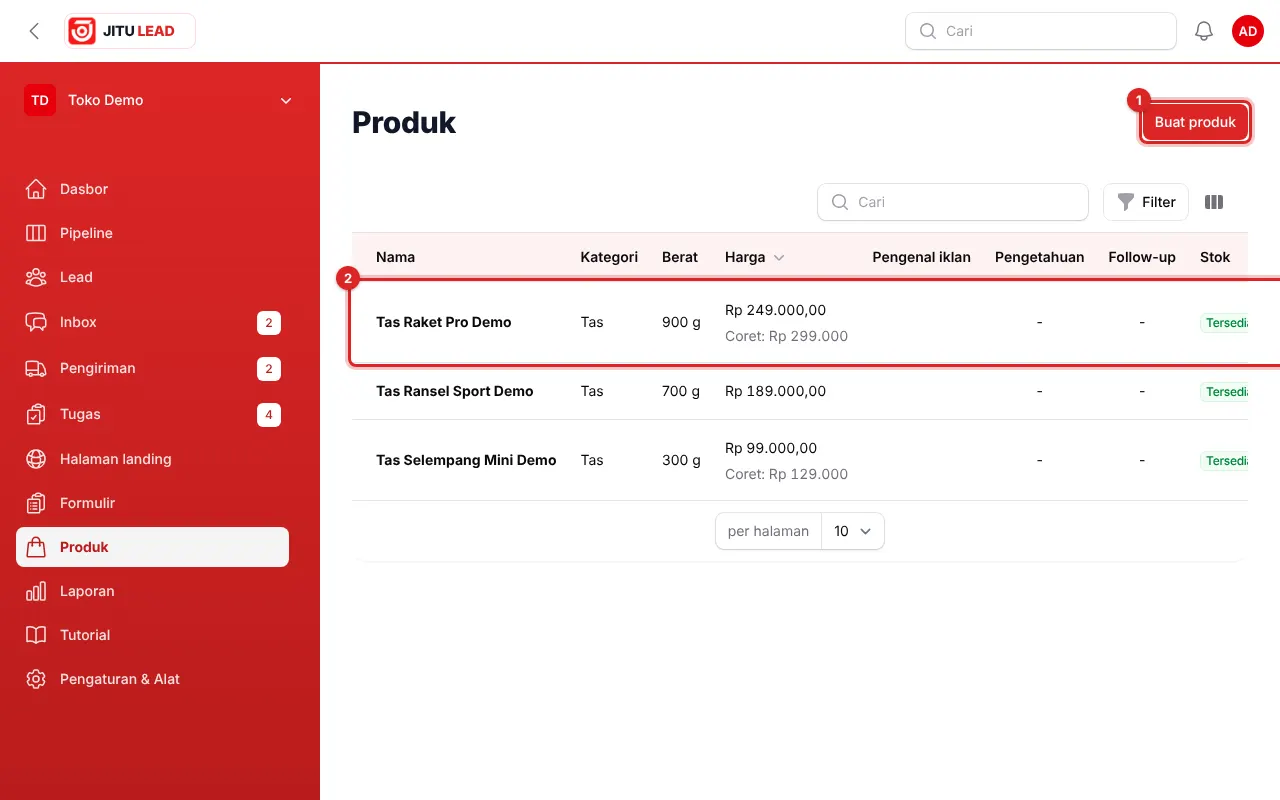 JITU LEAD
Cari
AD
TD Toko Demo
Dasbor
Pipeline
Lead
Inbox 2
Pengiriman 2
Tugas 4
Halaman landing
Formulir
Produk
Laporan
Tutorial
Pengaturan & Alat
Produk
1
Buat produk
Cari
Filter
Nama Kategori Berat Harga Pengenal iklan Pengetahuan Follow-up Stok
2
Tas Raket Pro Demo Tas 900 g Rp 249.000,00 - -
Coret: Rp 299.000
Tas Ransel Sport Demo Tas 700 g Rp 189.000,00 - -
Tas Selempang Mini Demo Tas 300 g Rp 99.000,00 - -
Coret: Rp 129.000
per halaman 10